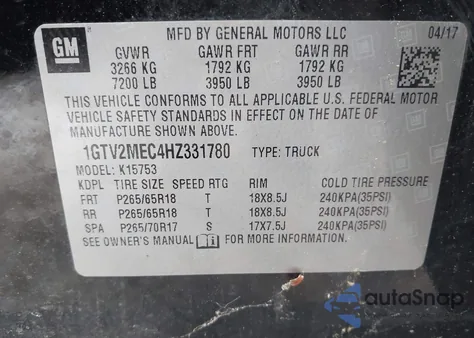 GM
MFD BY GENERAL MOTORS LLC 04/17
GVWR GAWR FRT GAWR RR
3266 KG 1792 KG 1792 KG
7200 LB 3950 LB 3950 LB
THIS VEHICLE CONFORMS TO ALL APPLICABLE U.S. FEDERAL MOTOR
VEHICLE SAFETY STANDARDS IN EFFECT ON THE DATE OF
MANUFACTURE SHOWN ABOVE.
1GTV2MEC4HZ331780 TYPE: TRUCK
MODEL: K15753
KDPL TIRE SIZE SPEED RTG RIM COLD TIRE PRESSURE
FRT P265/65R18 T 18X8.5J 240KPA(35PSI)
RR P265/65R18 T 18X8.5J 240KPA(35PSI)
SPA P265/70R17 S 17X7.5J 240KPA(35PSI)
SEE OWNER'S MANUAL FOR MORE INFORMATION.
autoSnap